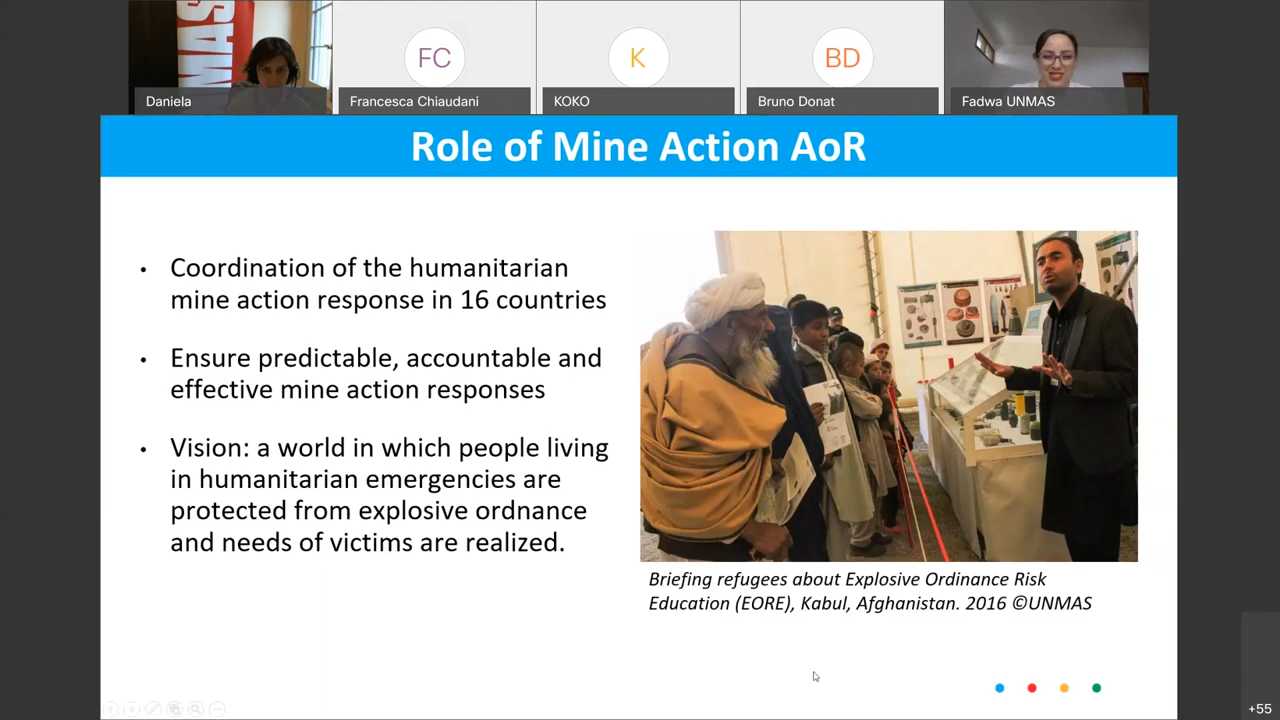 MAS
FC
K
BD
Daniela
Francesca Chiaudani
KOKO
Bruno Donat
Fadwa UNMAS
Role of Mine Action AoR
• Coordination of the humanitarian
mine action response in 16 countries
• Ensure predictable, accountable and
effective mine action responses
• Vision: a world in which people living
in humanitarian emergencies are
protected from explosive ordnance
and needs of victims are realized.
Briefing refugees about Explosive Ordinance Risk
Education (EORE), Kabul, Afghanistan. 2016 ©UNMAS
+55